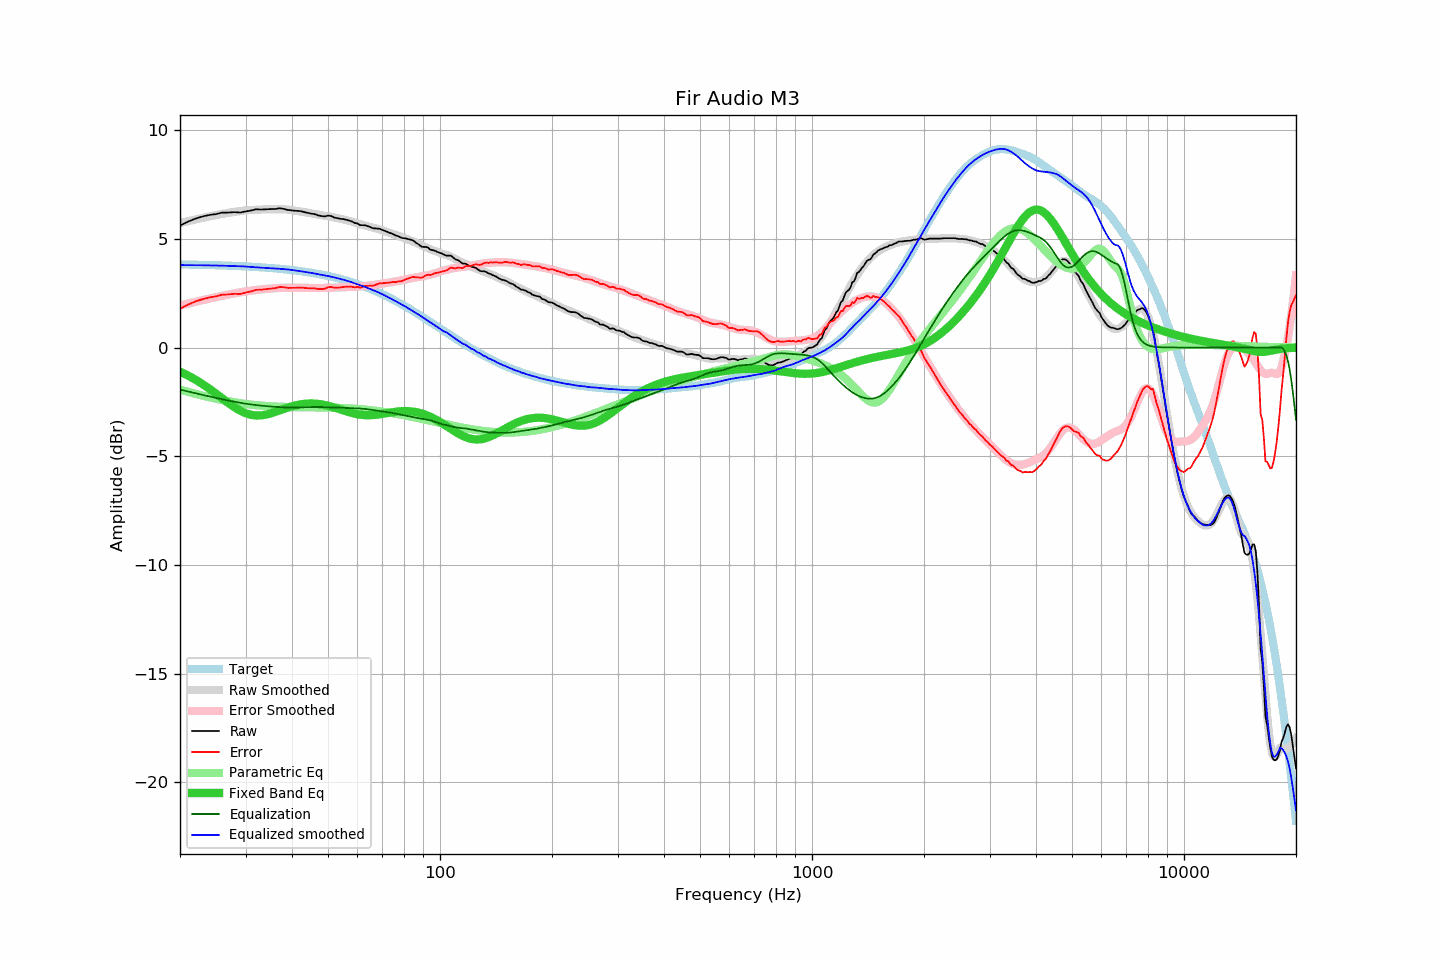 Fir Audio M3
10
5
0
−5
−10
−15
−20
Amplitude (dBr)
Target
Raw Smoothed
Error Smoothed
Raw
Error
Parametric Eq
Fixed Band Eq
Equalization
Equalized smoothed
100
1000
10000
Frequency (Hz)